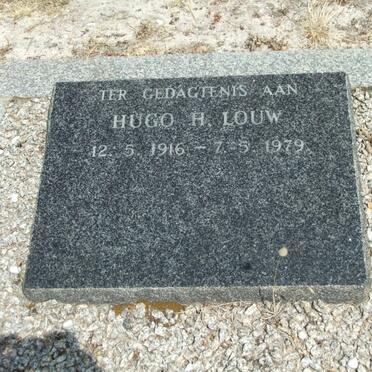 TER GEDAGTENIS AAN
HUGO H. LOUW
12. 5. 1916 - 7. 5. 1979.